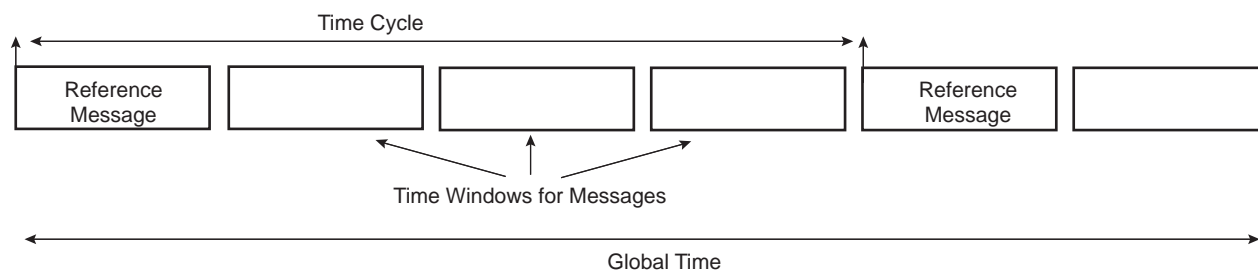 Time Cycle
Reference
Message
Reference
Message
Time Windows for Messages
Global Time